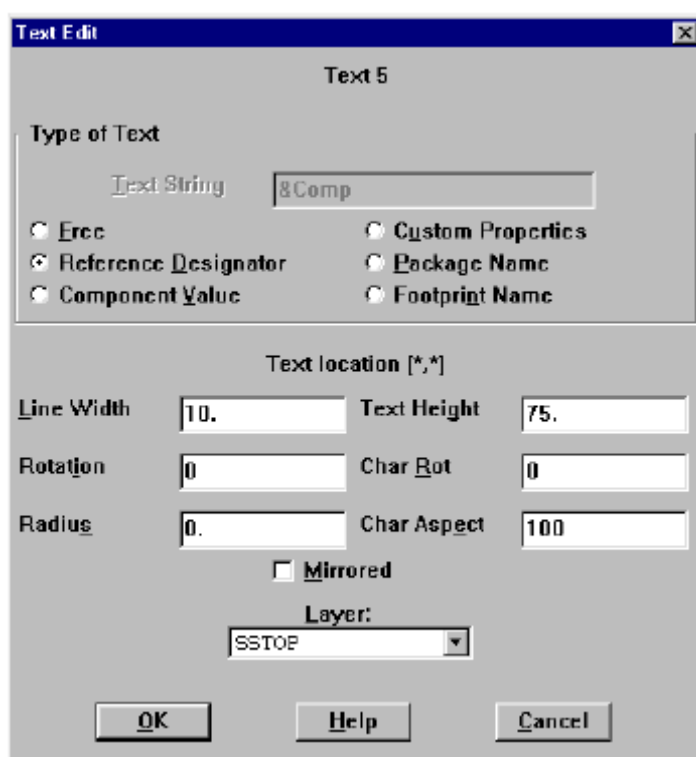 Text Edit
Text 5
Type of Text
Text String &Comp
Free Custom Properties
Reference Designator Package Name
Component Value Footprint Name
Text location [*,*]
Line Width 10. Text Height 75.
Rotation 0 Char Rot 0
Radius 0. Char Aspect 100
Mirrored
Layer:
SSTOP
OK Help Cancel